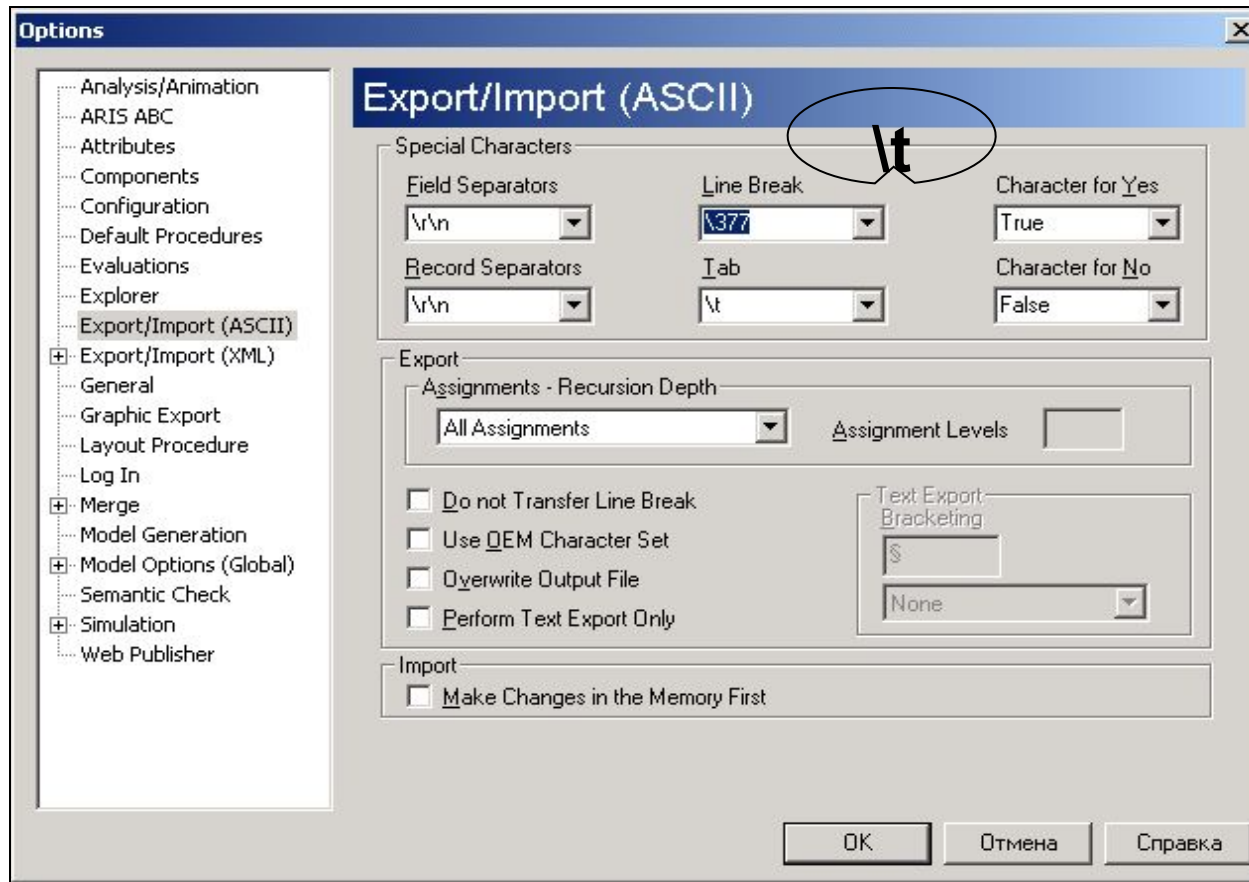 Options
Analysis/Animation
ARIS ABC
Attributes
Components
Configuration
Default Procedures
Evaluations
Explorer
Export/Import (ASCII)
Export/Import (XML)
General
Graphic Export
Layout Procedure
Log In
Merge
Model Generation
Model Options (Global)
Semantic Check
Simulation
Web Publisher
Export/Import (ASCII)
\t
Special Characters
Field Separators Line Break Character for Yes
\r\n \377 True
Record Separators Tab Character for No
\r\n \t False
Export
Assignments - Recursion Depth
All Assignments Assignment Levels
Do not Transfer Line Break
Use OEM Character Set
Overwrite Output File
Perform Text Export Only
Text Export
Bracketing
§
None
Import
Make Changes in the Memory First
OK Отмена Справка